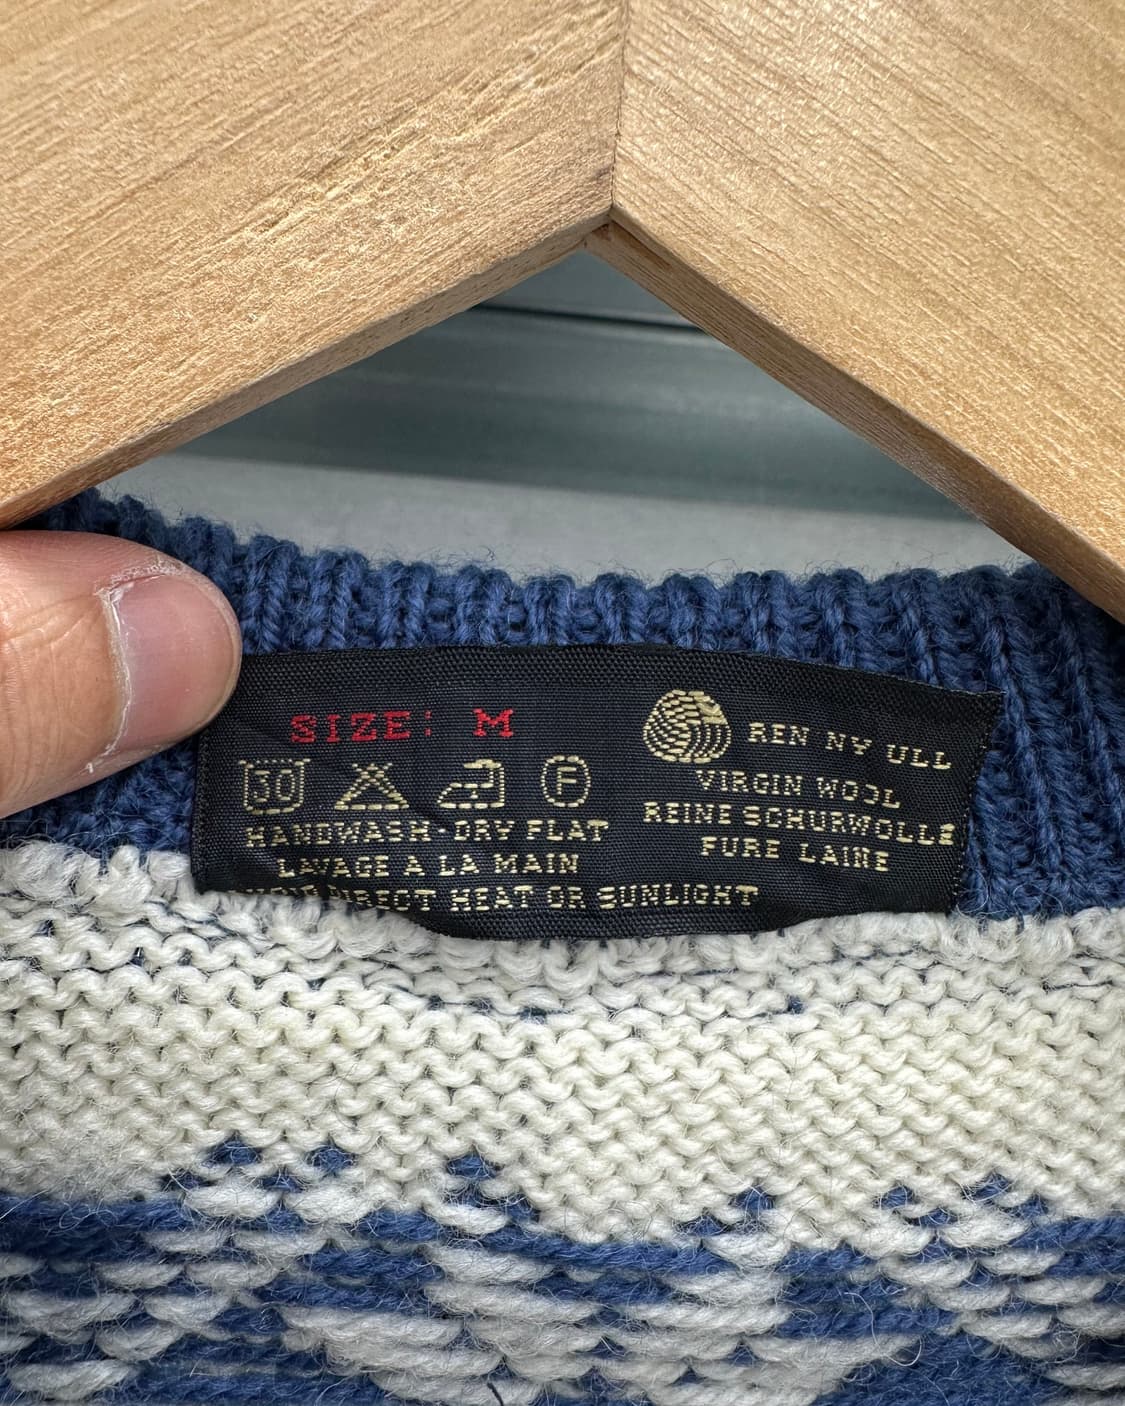 SIZE: M
30
F
HANDWASH-DRY FLAT
LAVAGE A LA MAIN
DIRECT HEAT OR SUNLIGHT
REN NY ULL
VIRGIN WOOL
REINE SCHURWOLLE
PURE LAINE